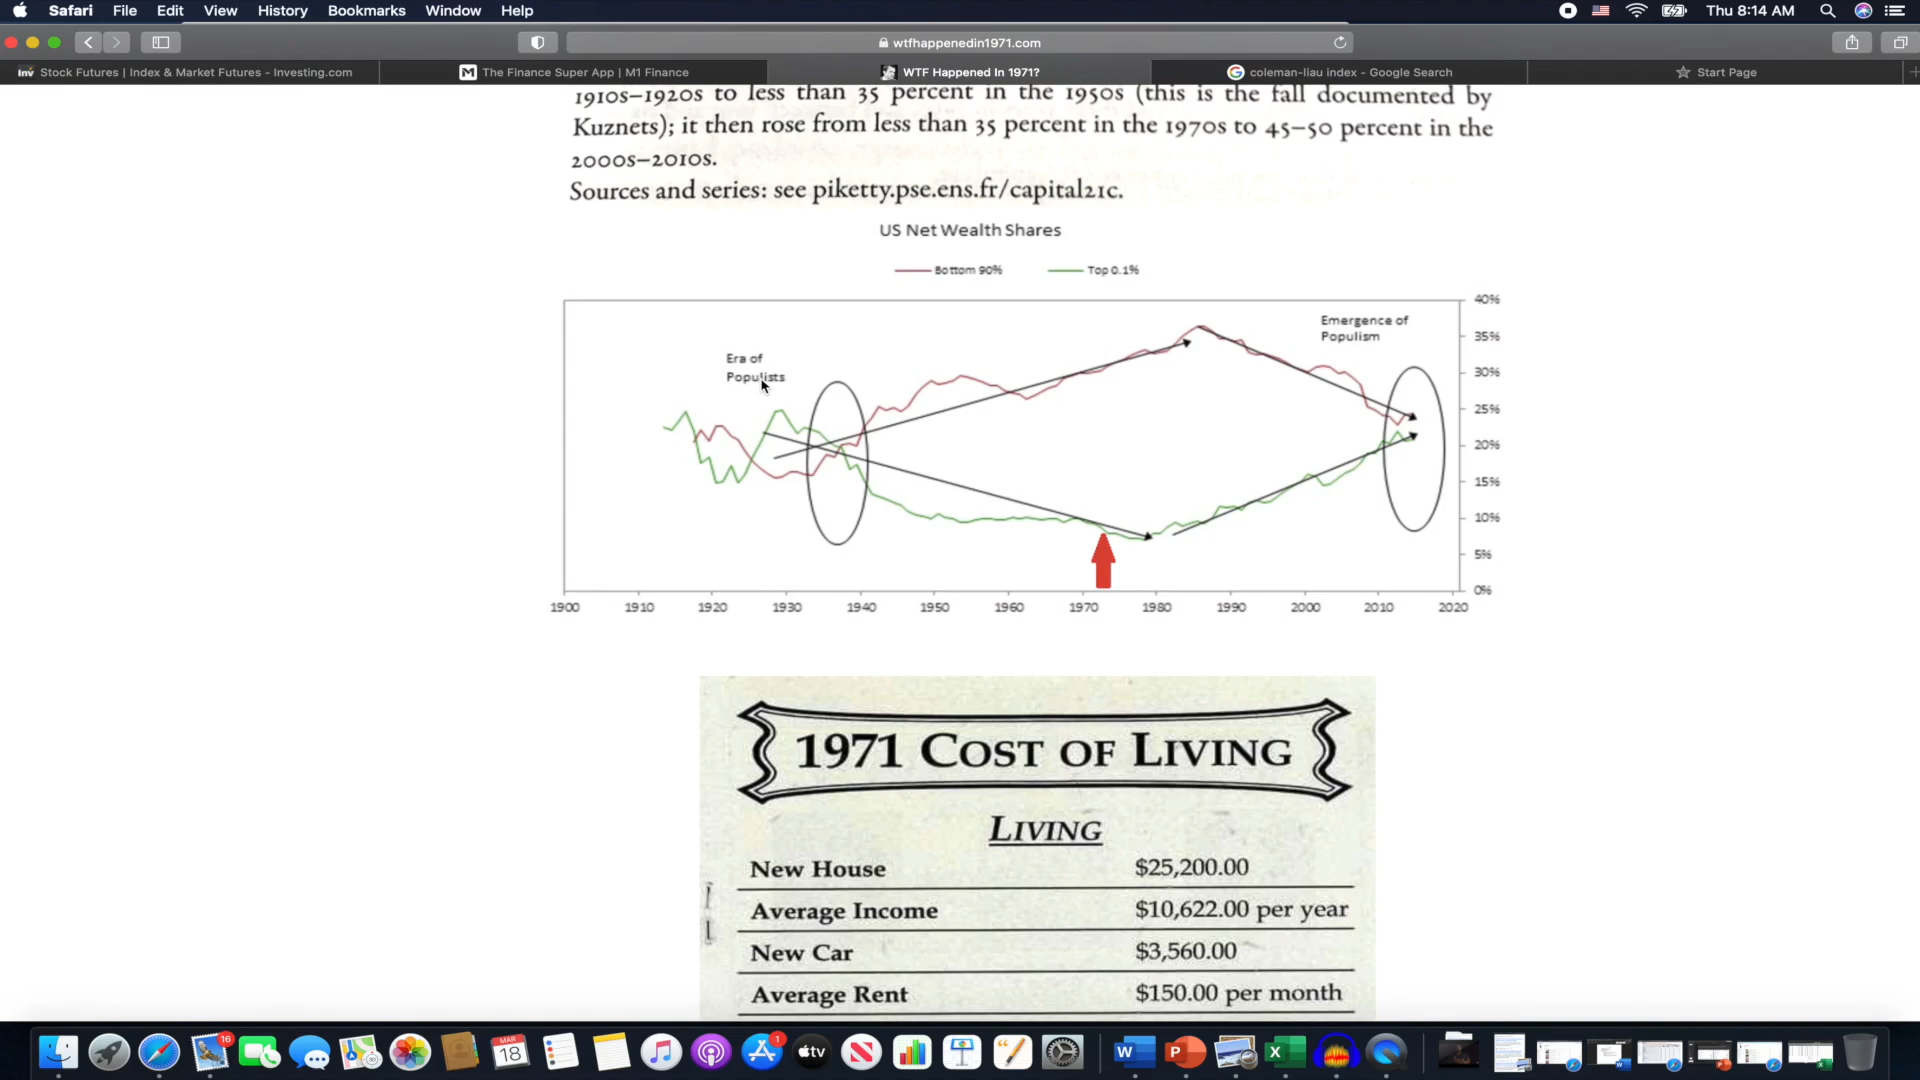 Safari File Edit View History Bookmarks Window Help Thu 8:14 AM
wtfhappenedin1971.com
Inv Stock Futures | Index & Market Futures - Investing.com
M The Finance Super App | M1 Finance
WTF Happened In 1971?
coleman-liau index - Google Search
Start Page
1910s–1920s to less than 35 percent in the 1950s (this is the fall documented by
Kuznets); it then rose from less than 35 percent in the 1970s to 45–50 percent in the
2000s–2010s.
Sources and series: see piketty.pse.ens.fr/capital21c.
US Net Wealth Shares
Bottom 90% Top 0.1%
40%
35%
30%
25%
20%
15%
10%
5%
0%
Era of
Populists
Emergence of
Populism
1900 1910 1920 1930 1940 1950 1960 1970 1980 1990 2000 2010 2020
1971 Cost of Living
Living
New House $25,200.00
Average Income $10,622.00 per year
New Car $3,560.00
Average Rent $150.00 per month
16
MAR
18
1
tv
W
P
X